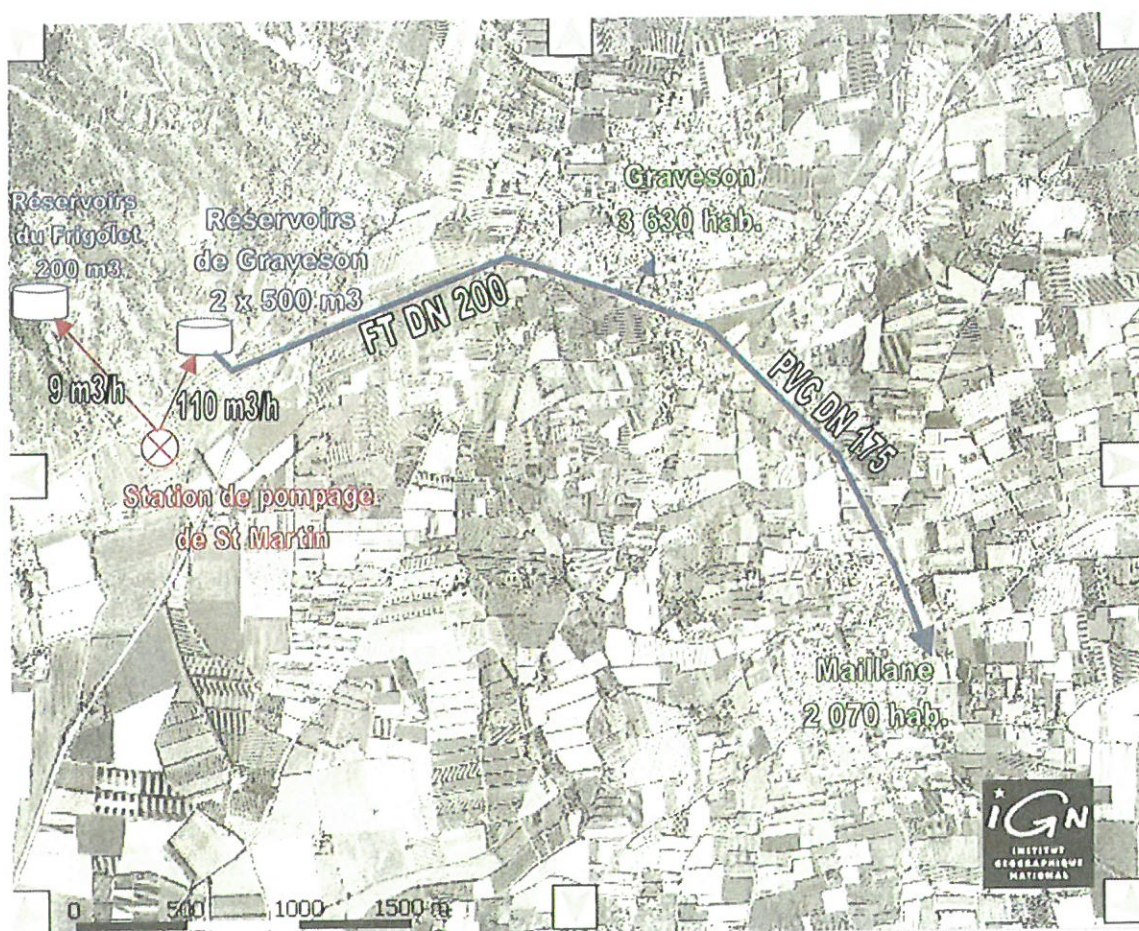 Réservoirs
du Frigolet
200 m3
Réservoirs
de Graveson
2 x 500 m3
Graveson
3 630 hab.
FT DN 200
PVC DN 175
9 m3/h
110 m3/h
Station de pompage
de St Martin
Maillane
2 070 hab.
iGN
INSTITUT
GEOGRAPHIQUE
NATIONAL
0 500 1000 1500 m